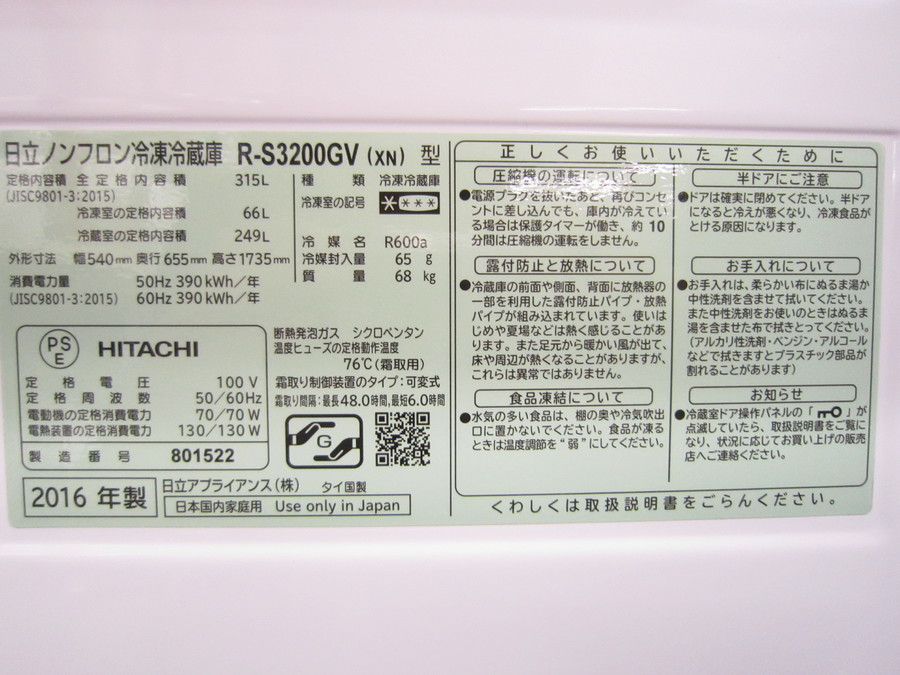 日立ノンフロン冷凍冷蔵庫 R-S3200GV (XN) 型
定格内容積 全定格内容積 315L
(JISC9801-3:2015)
冷凍室の定格内容積 66L
冷蔵室の定格内容積 249L
外形寸法 幅540mm 奥行655mm 高さ1735mm
消費電力量 50Hz 390kWh/年
(JISC9801-3:2015) 60Hz 390kWh/年
種類 冷凍冷蔵庫
冷凍室の記号 ****
冷媒名 R600a
冷媒封入量 65 g
質量 68 kg
PSE HITACHI
定格電圧 100V
定格周波数 50/60Hz
電動機の定格消費電力 70/70W
電熱装置の定格消費電力 130/130W
製造番号 801522
断熱発泡ガス シクロペンタン
温度ヒューズの定格動作温度
76℃(霜取用)
霜取り制御装置のタイプ:可変式
霜取り間隔:最長48.0時間,最短6.0時間
G
2016 年製
日立アプライアンス(株) タイ国製
日本国内家庭用 Use only in Japan
正しくお使いいただくために
圧縮機の運転について
●電源プラグを抜いたあと、再びコンセ
ントに差し込んでも、庫内が冷えてい
る場合は保護タイマーが働き、約10
分間は圧縮機の運転をしません。
露付防止と放熱について
●冷蔵庫の前面や側面、背面に放熱器の
一部を利用した露付防止パイプ・放熱
パイプが組み込まれています。使いは
じめや夏場などは熱く感じることがあ
ります。また足元から暖かい風が出て、
床や周辺が熱くなることがありますが、
これらは異常ではありません。
食品凍結について
●水気の多い食品は、棚の奥や冷気吹出
口に置かないでください。食品が凍る
ときは温度調節を“弱”にしてください。
半ドアにご注意
●ドアは確実に閉めてください。半ドア
になると冷えが悪くなり、冷凍食品が
とける原因になります。
お手入れについて
●お手入れは、柔らかい布にぬるま湯か
中性洗剤を含ませて拭いてください。
また中性洗剤をお使いのときはぬるま
湯を含ませた布で拭きとってください。
(アルカリ性洗剤・ベンジン・アルコール
などで拭きますとプラスチック部品が
割れることがあります)
お知らせ
●冷蔵室ドア操作パネルの「 」が
点滅していたら、取扱説明書をご覧に
なり、状況に応じてお買い上げの販売
店へご連絡ください。
くわしくは取扱説明書をごらんください。